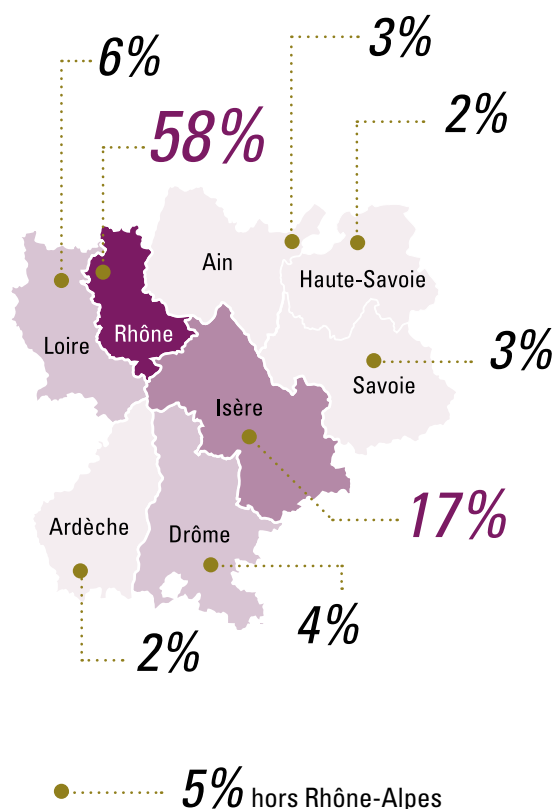 3%
6%
2%
58%
Ain
Haute-Savoie
Rhône
Loire
3%
Savoie
Isère
17%
Ardèche
Drôme
4%
2%
5% hors Rhône-Alpes